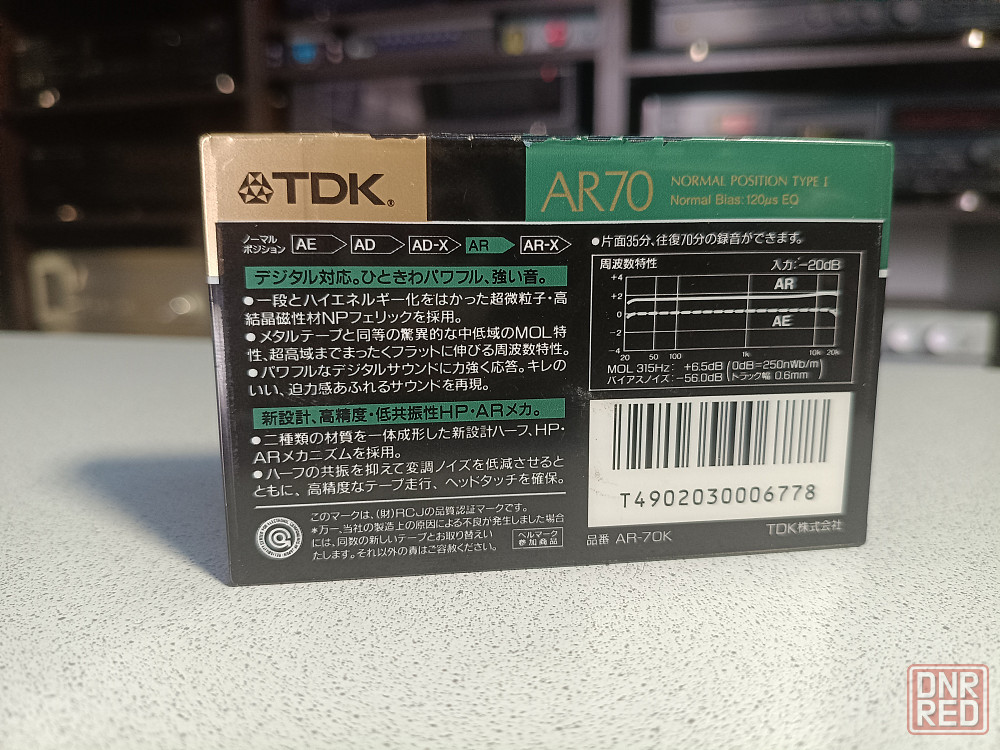 TDK.
AR70
NORMAL POSITION TYPE I
Normal Bias: 120μs EQ
ノーマル
ポジション
AE
AD
AD-X
AR
AR-X
デジタル対応。ひときわパワフル、強い音。
●一段とハイエネルギー化をはかった超微粒子・高
結晶磁性材NPフェリックを採用。
●メタルテープと同等の驚異的な中低域のMOL特
性、超高域までまったくフラットに伸びる周波数特性。
●パワフルなデジタルサウンドに力強く応答。キレの
いい、迫力感あふれるサウンドを再現。
新設計、高精度・低共振性HP・ARメカ。
●二種類の材質を一体成形した新設計ハーフ、HP・
ARメカニズムを採用。
●ハーフの共振を抑えて変調ノイズを低減させると
ともに、高精度なテープ走行、ヘッドタッチを確保。
このマークは、(財)RCJの品質認証マークです。
*万一、当社の製造上の原因による不良が発生しました場合
には、同数の新しいテープとお取り替えい
たします。それ以外の責はご容赦ください。
ベルマーク
参加商品
●片面35分、往復70分の録音ができます。
周波数特性
入力:-20dB
+4
+2
0
-2
-4
AR
AE
20
50
100
1k
10k
20k
MOL 315Hz: +6.5dB (0dB=250nWb/m
バイアスノイズ: -56.0dB トラック幅 0.6mm)
T4902030006778
品番 AR-70K
TDK株式会社
DNR
RED